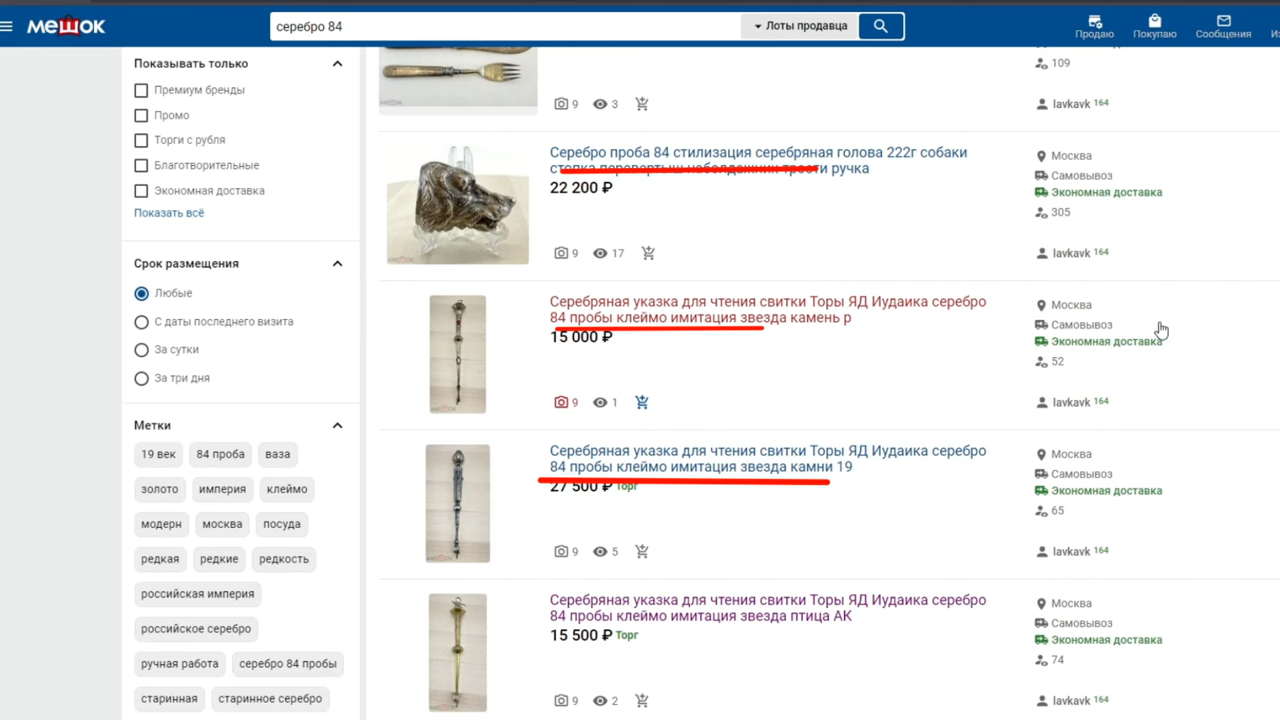 мешок
серебро 84
Лоты продавца
Продаю
Покупаю
Сообщения
Показывать только
Премиум бренды
Промо
Торги с рубля
Благотворительные
Экономная доставка
Показать всё
Срок размещения
Любые
С даты последнего визита
За сутки
За три дня
Метки
19 век
84 проба
ваза
золото
империя
клеймо
модерн
москва
посуда
редкая
редкие
редкость
российская империя
российское серебро
ручная работа
серебро 84 пробы
старинная
старинное серебро
9
3
109
lavkavk 164
Серебро проба 84 стилизация серебряная голова 222г собаки
стопка перевертыш набалдажник трости ручка
22 200 ₽
9
17
Москва
Самовывоз
Экономная доставка
305
lavkavk 164
Серебряная указка для чтения свитки Торы ЯД Иудаика серебро
84 пробы клеймо имитация звезда камень р
15 000 ₽
9
1
Москва
Самовывоз
Экономная доставка
52
lavkavk 164
Серебряная указка для чтения свитки Торы ЯД Иудаика серебро
84 пробы клеймо имитация звезда камни 19
27 500 ₽ Торг
9
5
Москва
Самовывоз
Экономная доставка
65
lavkavk 164
Серебряная указка для чтения свитки Торы ЯД Иудаика серебро
84 пробы клеймо имитация звезда птица АК
15 500 ₽ Торг
9
2
Москва
Самовывоз
Экономная доставка
74
lavkavk 164